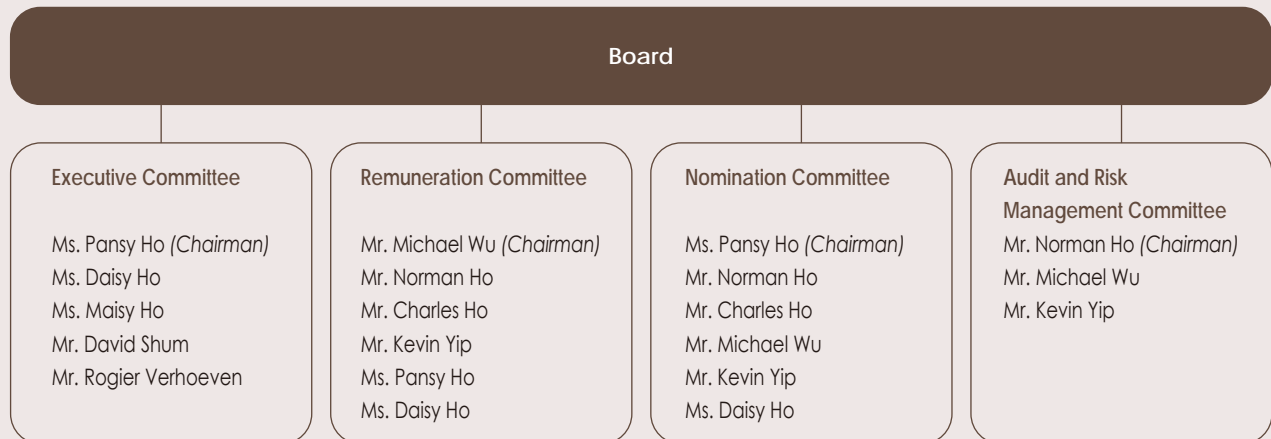 Board
Executive Committee
Ms. Pansy Ho (Chairman)
Ms. Daisy Ho
Ms. Maisy Ho
Mr. David Shum
Mr. Rogier Verhoeven
Remuneration Committee
Mr. Michael Wu (Chairman)
Mr. Norman Ho
Mr. Charles Ho
Mr. Kevin Yip
Ms. Pansy Ho
Ms. Daisy Ho
Nomination Committee
Ms. Pansy Ho (Chairman)
Mr. Norman Ho
Mr. Charles Ho
Mr. Michael Wu
Mr. Kevin Yip
Ms. Daisy Ho
Audit and Risk
Management Committee
Mr. Norman Ho (Chairman)
Mr. Michael Wu
Mr. Kevin Yip